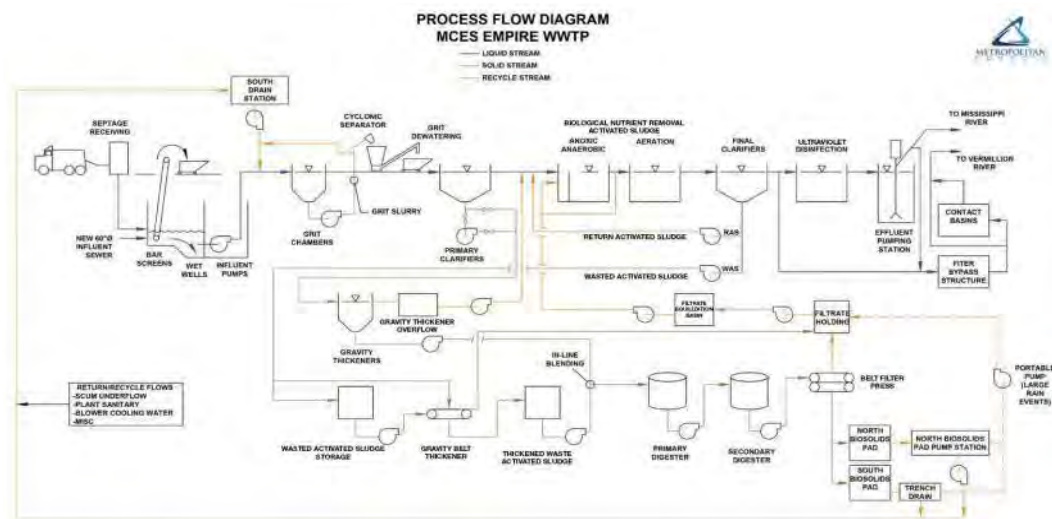 PROCESS FLOW DIAGRAM
MCES EMPIRE WWTP
LIQUID STREAM
SOLID STREAM
RECYCLE STREAM
METROPOLITAN
SOUTH
DRAIN
STATION
SEPTAGE
RECEIVING
CYCLONIC
SEPARATOR
GRIT
DEWATERING
BIOLOGICAL NUTRIENT REMOVAL
ACTIVATED SLUDGE
ANOXIC
ANAEROBIC
AERATION
FINAL
CLARIFIERS
ULTRAVIOLET
DISINFECTION
TO MISSISSIPPI
RIVER
TO VERMILLION
RIVER
NEW 60"Ø
INFLUENT
SEWER
BAR
SCREENS
WET
WELLS
INFLUENT
PUMPS
GRIT
CHAMBERS
GRIT SLURRY
PRIMARY
CLARIFIERS
RETURN ACTIVATED SLUDGE
RAS
WASTED ACTIVATED SLUDGE
WAS
EFFLUENT
PUMPING
STATION
CONTACT
BASINS
FITER
BYPASS
STRUCTURE
GRAVITY THICKENER
OVERFLOW
GRAVITY
THICKENERS
FILTRATE
EQUALIZATION
BASIN
FILTRATE
HOLDING
IN-LINE
BLENDING
BELT FILTER
PRESS
PORTABLE
PUMP
(LARGE
RAIN
EVENTS)
RETURN/RECYCLE FLOWS
-SCUM UNDERFLOW
-PLANT SANITARY
-BLOWER COOLING WATER
-MISC
WASTED ACTIVATED SLUDGE
STORAGE
GRAVITY BELT
THICKENER
THICKENED WASTE
ACTIVATED SLUDGE
PRIMARY
DIGESTER
SECONDARY
DIGESTER
NORTH
BIOSOLIDS
PAD
NORTH BIOSOLIDS
PAD PUMP STATION
SOUTH
BIOSOLIDS
PAD
TRENCH
DRAIN